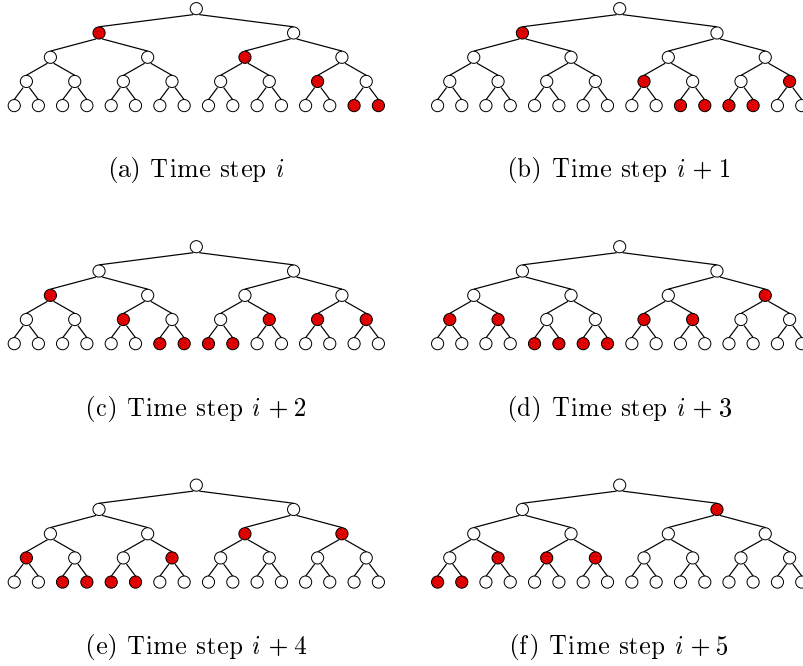 (a) Time step i
(b) Time step i + 1
(c) Time step i + 2
(d) Time step i + 3
(e) Time step i + 4
(f) Time step i + 5